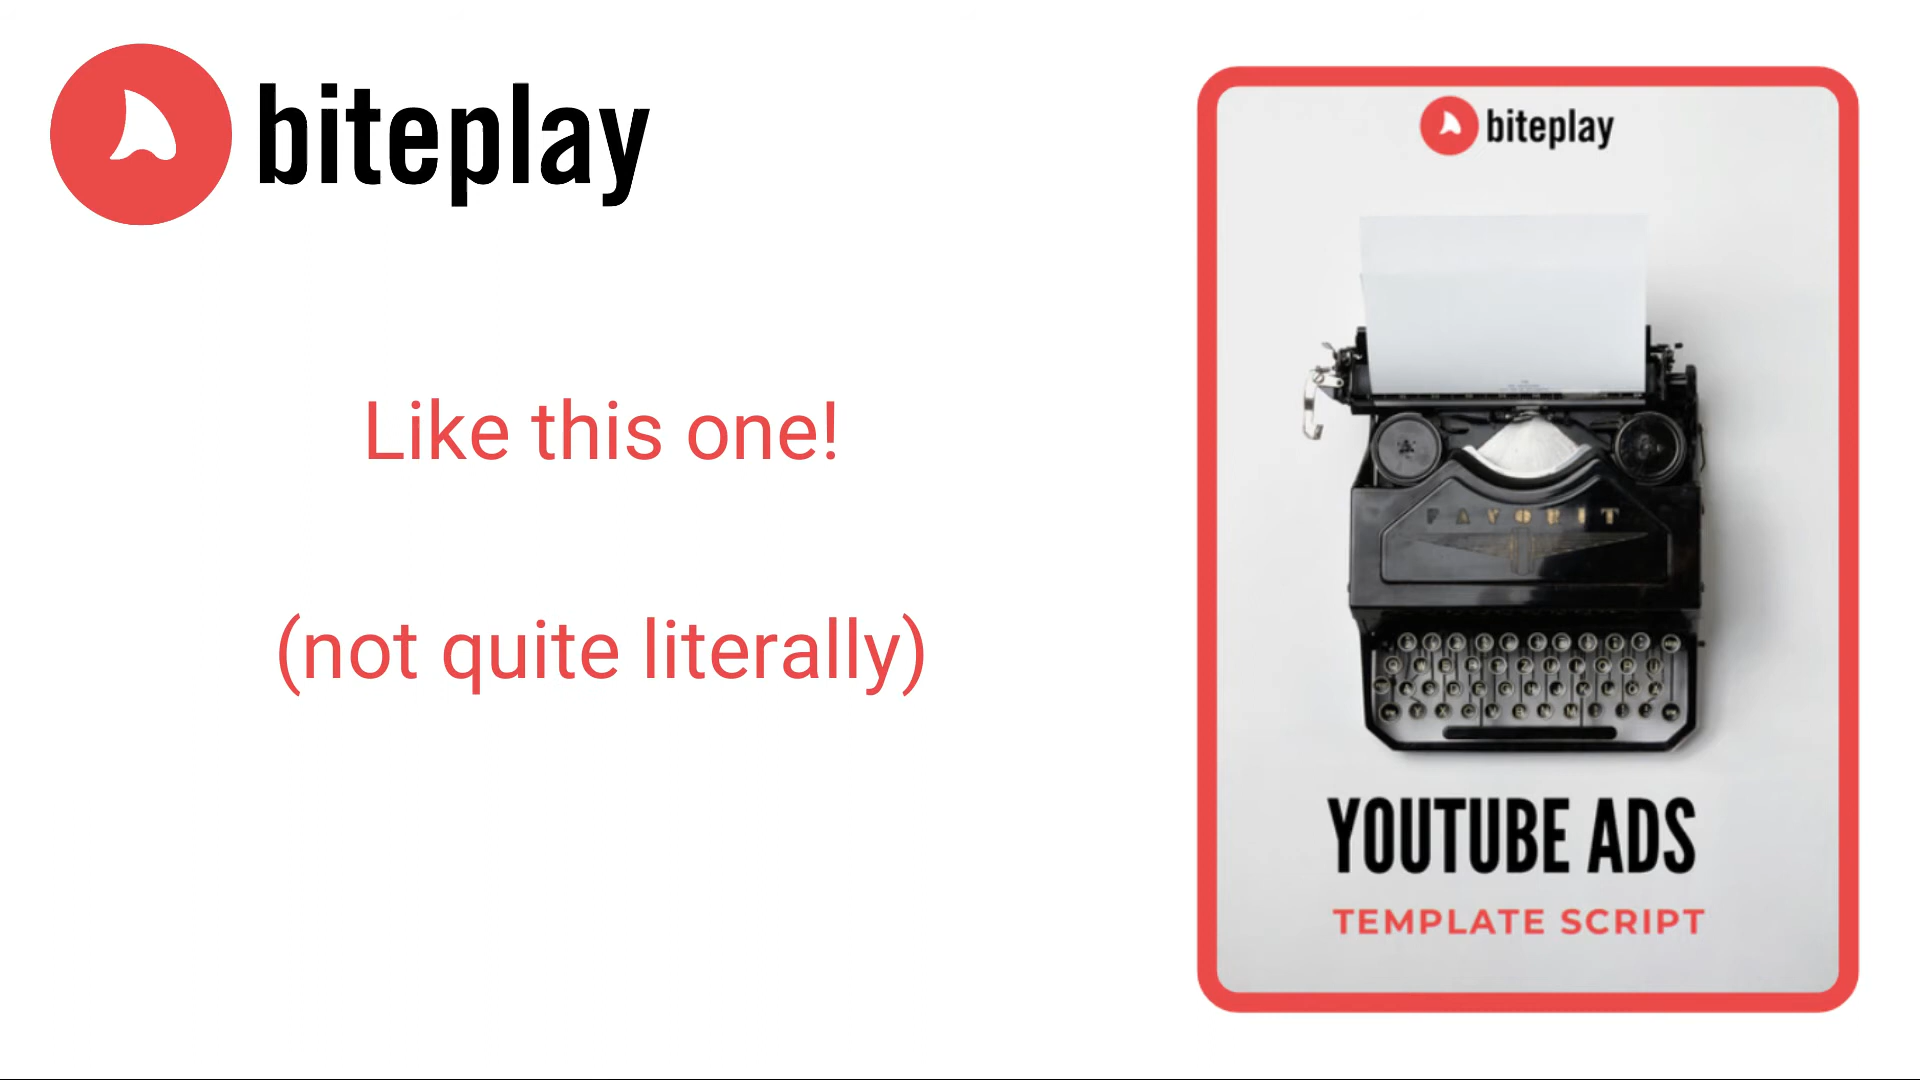 biteplay
Like this one!
(not quite literally)
biteplay
FAVORIT
YOUTUBE ADS
TEMPLATE SCRIPT